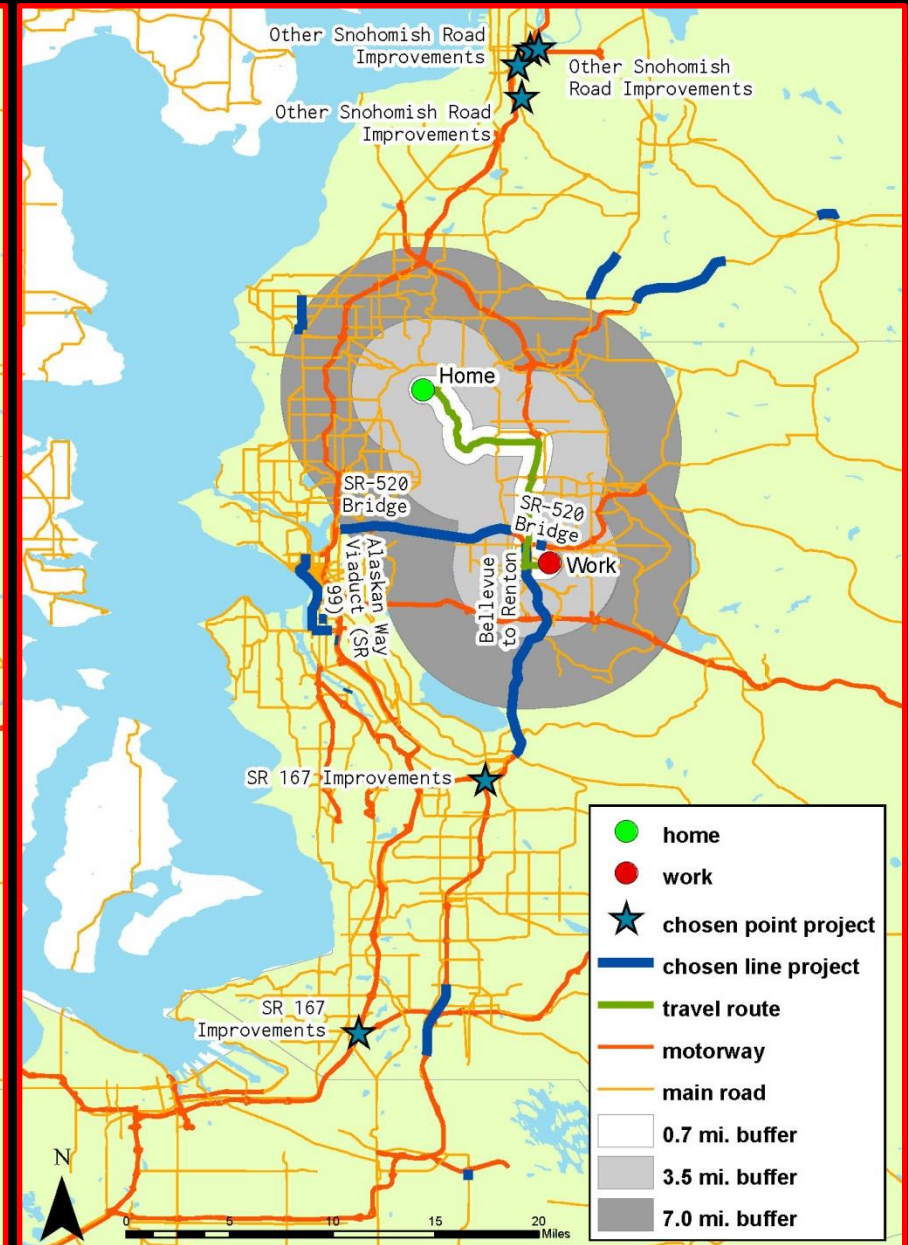 Other Snohomish Road
Improvements
Other Snohomish
Road Improvements
Other Snohomish Road
Improvements
Home
SR-520
Bridge
SR-520
Bridge
Work
Alaskan Way
Viaduct (SR
99)
Bellevue
to Renton
SR 167 Improvements
SR 167
Improvements
home
work
chosen point project
chosen line project
travel route
motorway
main road
0.7 mi. buffer
3.5 mi. buffer
7.0 mi. buffer
N
0 5 10 15 20
Miles